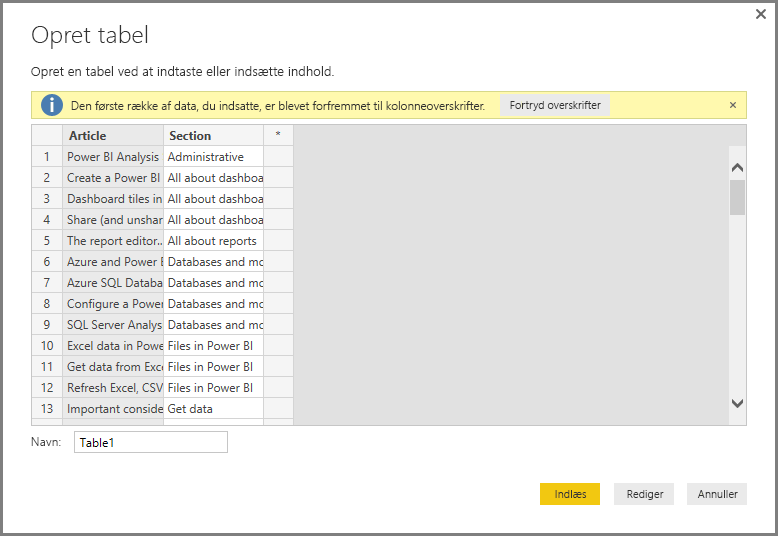 Opret tabel
Opret en tabel ved at indtaste eller indsætte indhold.
Den første række af data, du indsatte, er blevet forfremmet til kolonneoverskrifter. Fortryd overskrifter
Article Section *
1 Power BI Analysis Administrative
2 Create a Power BI All about dashboa
3 Dashboard tiles in All about dashboa
4 Share (and unshar All about dashboa
5 The report editor.. All about reports
6 Azure and Power B Databases and mo
7 Azure SQL Databa Databases and mo
8 Configure a Power Databases and mo
9 SQL Server Analys Databases and mo
10 Excel data in Powe Files in Power BI
11 Get data from Exce Files in Power BI
12 Refresh Excel, CSV Files in Power BI
13 Important conside Get data
Navn: Table1
Indlæs Rediger Annuller